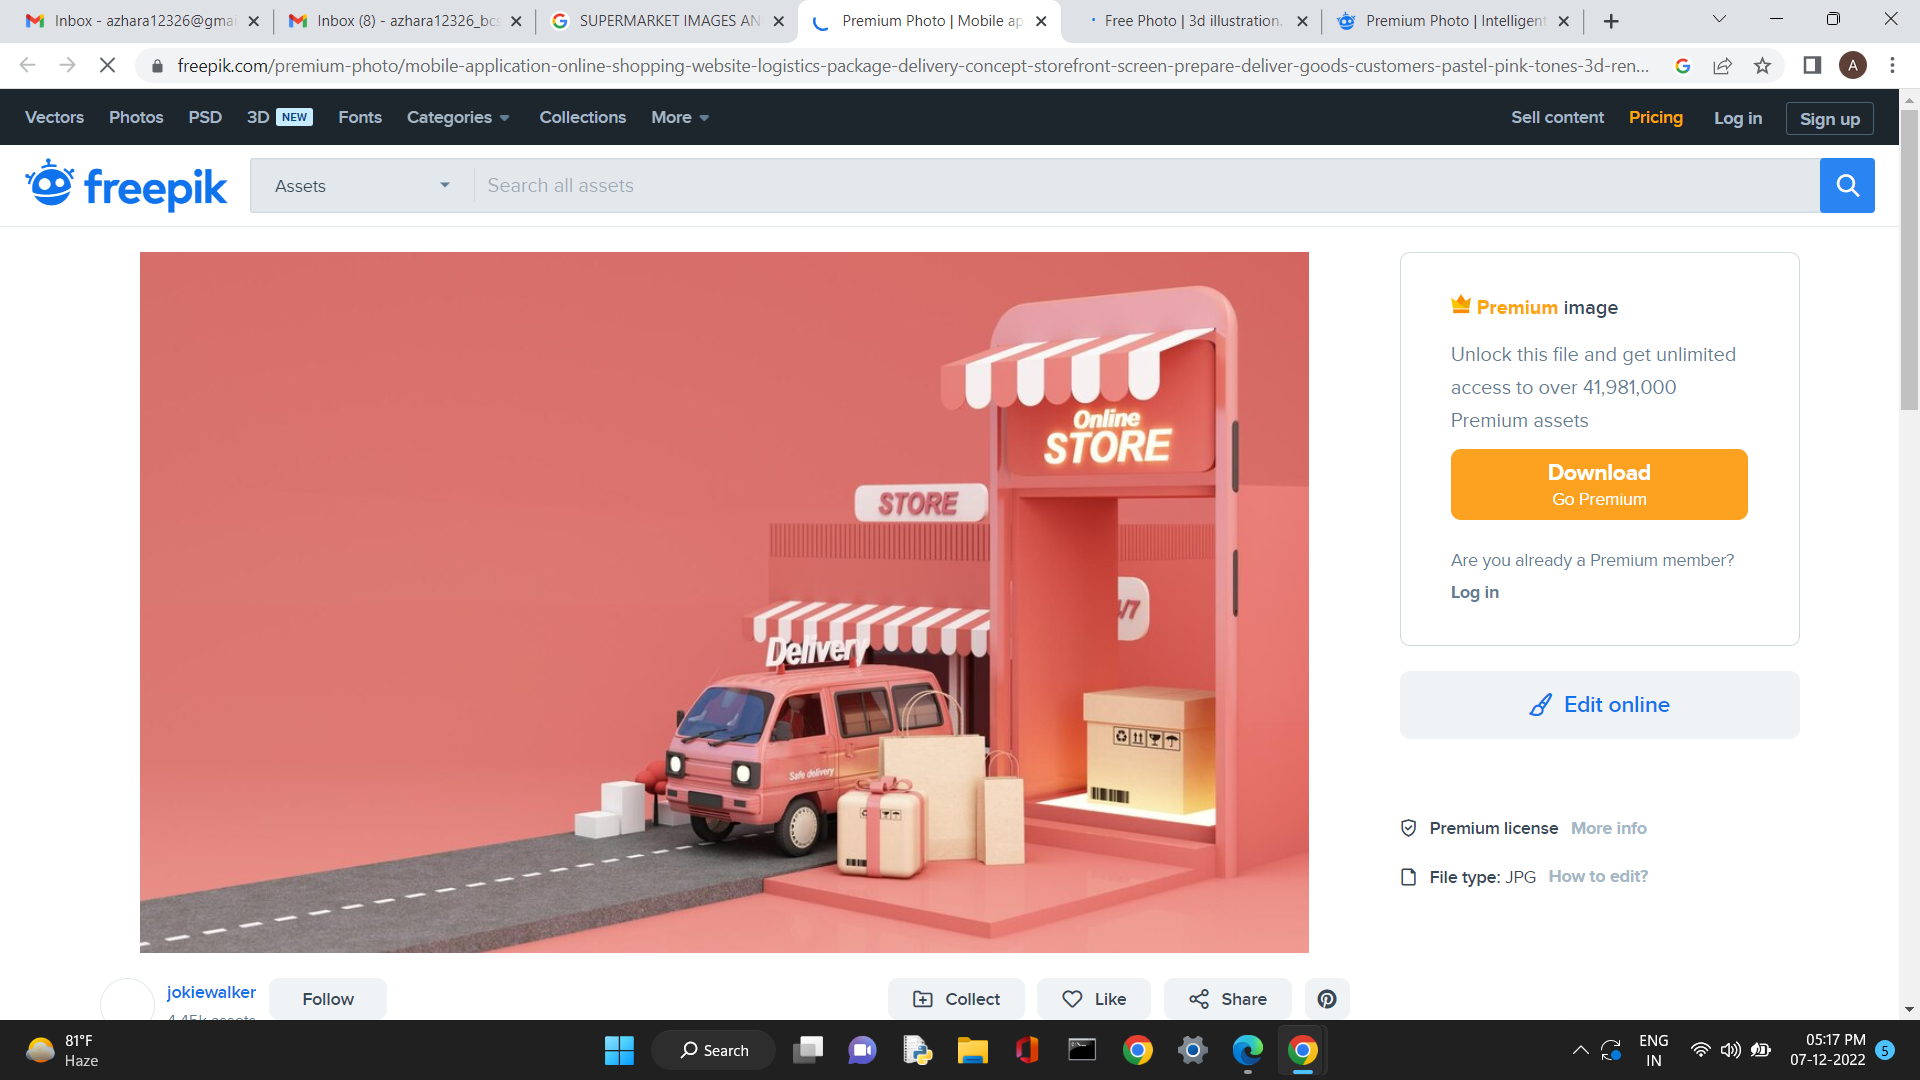 Inbox - azhara12326@gmai
Inbox (8) - azhara12326_bcs
SUPERMARKET IMAGES AN
Premium Photo | Mobile ap
Free Photo | 3d illustration.
Premium Photo | Intelligent
freepik.com/premium-photo/mobile-application-online-shopping-website-logistics-package-delivery-concept-storefront-screen-prepare-deliver-goods-customers-pastel-pink-tones-3d-ren...
A
Vectors Photos PSD 3D NEW Fonts Categories Collections More
Sell content Pricing Log in Sign up
freepik
Assets
Search all assets
Online
STORE
STORE
Delivery
Safe delivery
Premium image
Unlock this file and get unlimited
access to over 41,981,000
Premium assets
Download
Go Premium
Are you already a Premium member?
Log in
Edit online
Premium license More info
File type: JPG How to edit?
jokiewalker
4.45k assets
Follow
Collect
Like
Share
81°F
Haze
Search
ENG
IN
05:17 PM
07-12-2022
5